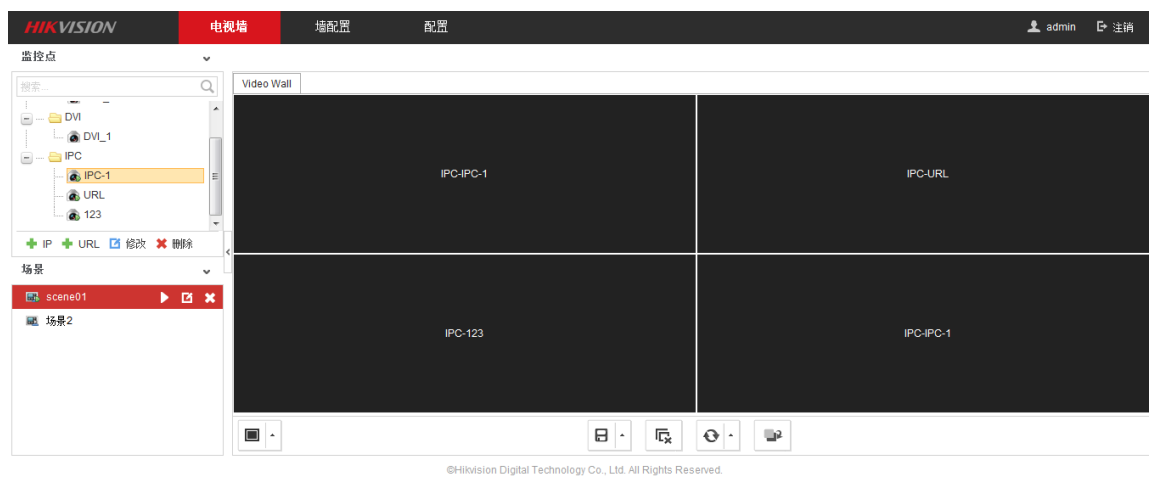 HIKVISION 电视墙 墙配置 配置 admin 注销
监控点
搜索...
Video Wall
DVI
DVI_1
IPC
IPC-1
URL
123
IP URL 修改 删除
场景
scene01
场景2
IPC-IPC-1 IPC-URL
IPC-123 IPC-IPC-1
©Hikvision Digital Technology Co., Ltd. All Rights Reserved.